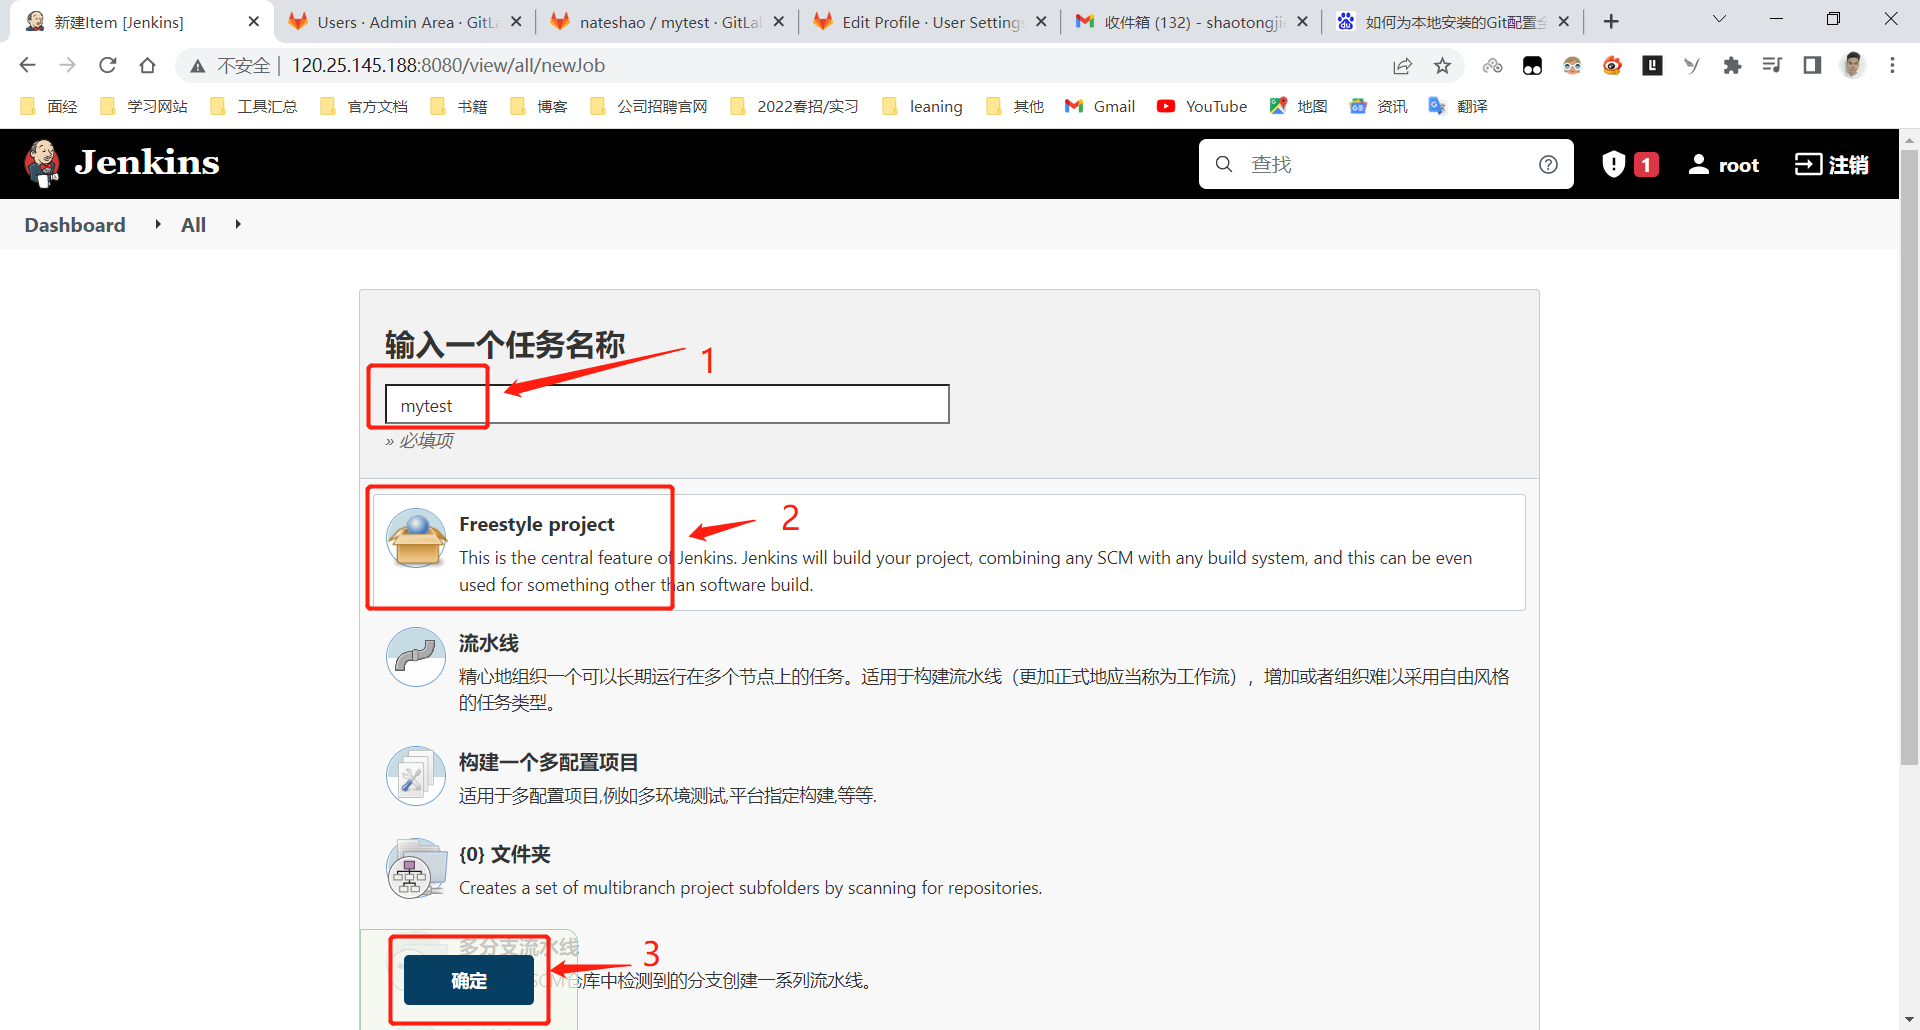 新建Item [Jenkins]
Users · Admin Area · GitLa
nateshao / mytest · GitLab
Edit Profile · User Settings
收件箱 (132) - shaotongji
如何为本地安装的Git配置全
不安全 120.25.145.188:8080/view/all/newJob
面经 学习网站 工具汇总 官方文档 书籍 博客 公司招聘官网 2022春招/实习 leaning 其他 Gmail YouTube 地图 资讯 翻译
Jenkins 查找 1 root 注销
Dashboard All
输入一个任务名称
1
mytest
» 必填项
2
Freestyle project
This is the central feature of Jenkins. Jenkins will build your project, combining any SCM with any build system, and this can be even
used for something other than software build.
流水线
精心地组织一个可以长期运行在多个节点上的任务。适用于构建流水线（更加正式地应当称为工作流），增加或者组织难以采用自由风格
的任务类型。
构建一个多配置项目
适用于多配置项目,例如多环境测试,平台指定构建,等等.
{0} 文件夹
Creates a set of multibranch project subfolders by scanning for repositories.
多分支流水线
3
确定
SCM仓库中检测到的分支创建一系列流水线。